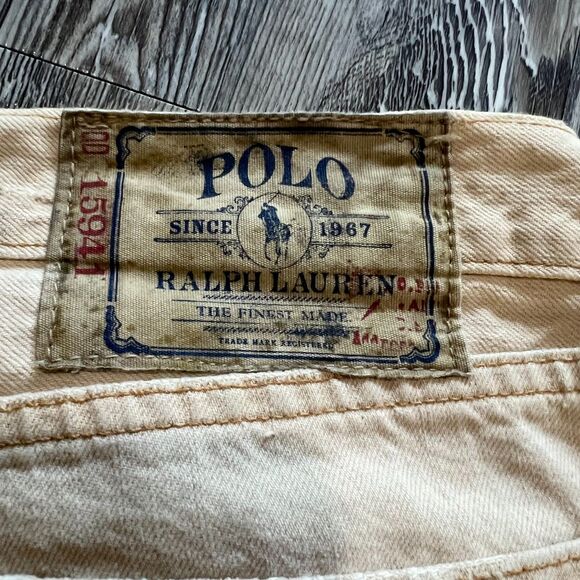 POLO
SINCE 1967
RALPH LAUREN
THE FINEST MADE
TRADE MARK REGISTERED
15941